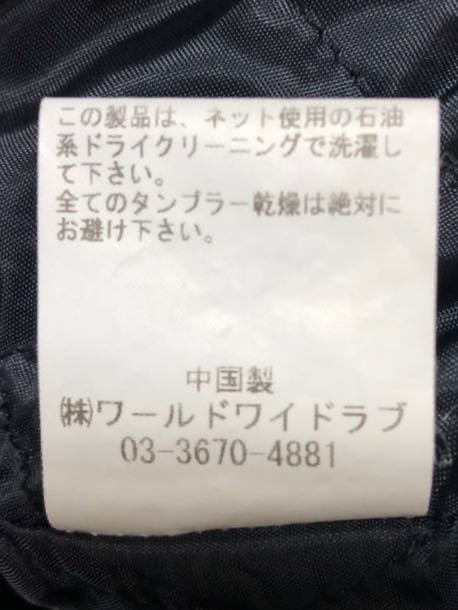 この製品は、ネット使用の石油
系ドライクリーニングで洗濯し
て下さい。
全てのタンブラー乾燥は絶対に
お避け下さい。
中国製
㈱ワールドワイドラブ
03-3670-4881